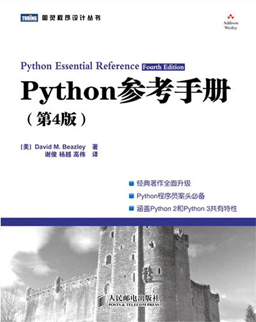 TURING 图灵程序设计丛书
Addison
Wesley
Python Essential Reference Fourth Edition
Python参考手册
（第4版）
[美] David M. Beazley 著
谢俊 杨越 高伟 译
经典著作全面升级
Python程序员案头必备
涵盖Python 2和Python 3共有特性
人民邮电出版社
POSTS & TELECOM PRESS